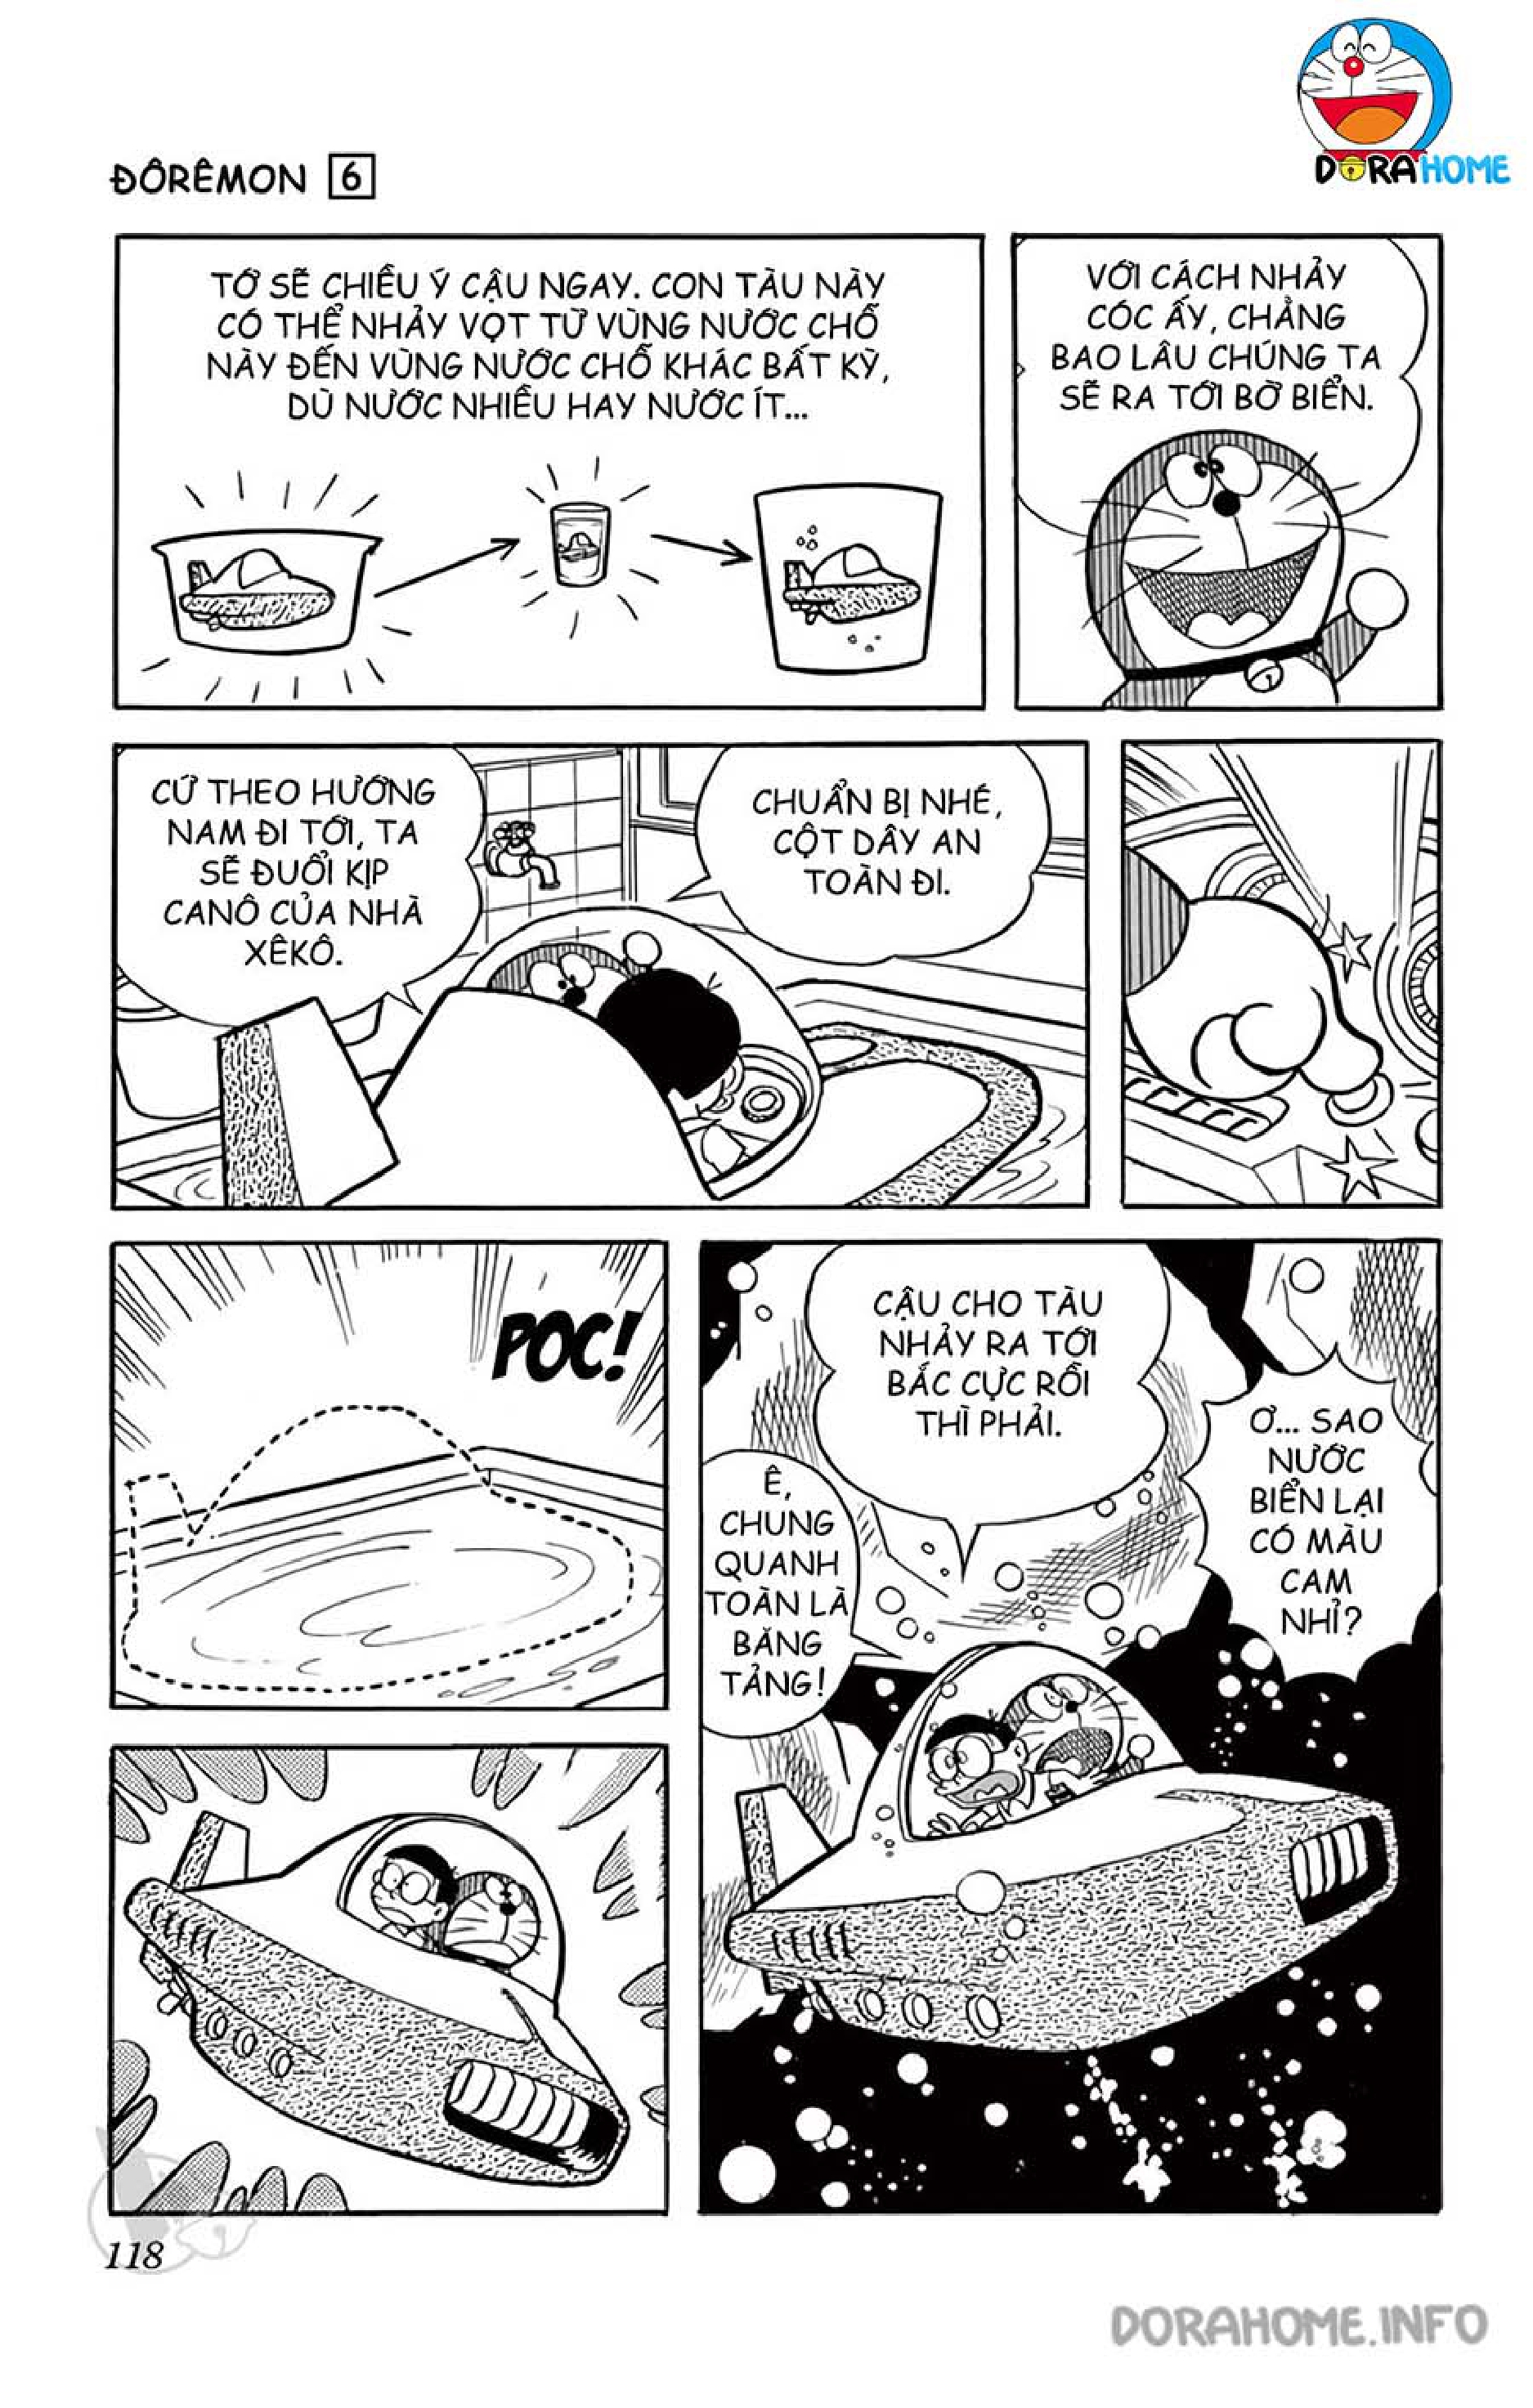 DORAHOME
ĐÔRÊMON 6
TỚ SẼ CHIỀU Ý CẬU NGAY. CON TÀU NÀY
CÓ THỂ NHẢY VỌT TỪ VÙNG NƯỚC CHỖ
NÀY ĐẾN VÙNG NƯỚC CHỖ KHÁC BẤT KỲ,
DÙ NƯỚC NHIỀU HAY NƯỚC ÍT...
VỚI CÁCH NHẢY
CÓC ẤY, CHẲNG
BAO LÂU CHÚNG TA
SẼ RA TỚI BỜ BIỂN.
CỨ THEO HƯỚNG
NAM ĐI TỚI, TA
SẼ ĐUỔI KỊP
CANÔ CỦA NHÀ
XÊKÔ.
CHUẨN BỊ NHÉ,
CỘT DÂY AN
TOÀN ĐI.
POC!
CẬU CHO TÀU
NHẢY RA TỚI
BẮC CỰC RỒI
THÌ PHẢI.
Ơ... SAO
NƯỚC
BIỂN LẠI
CÓ MÀU
CAM
NHỈ?
Ê,
CHUNG
QUANH
TOÀN LÀ
BĂNG
TẢNG!
118
DORAHOME.INFO